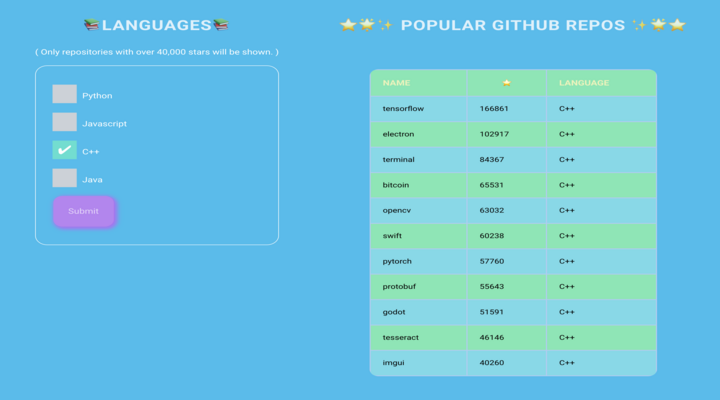 📚LANGUAGES📚
( Only repositories with over 40,000 stars will be shown. )
Python
Javascript
C++
Java
Submit
⭐🌟✨ POPULAR GITHUB REPOS ✨🌟⭐
NAME ⭐ LANGUAGE
tensorflow 166861 C++
electron 102917 C++
terminal 84367 C++
bitcoin 65531 C++
opencv 63032 C++
swift 60238 C++
pytorch 57760 C++
protobuf 55643 C++
godot 51591 C++
tesseract 46146 C++
imgui 40260 C++